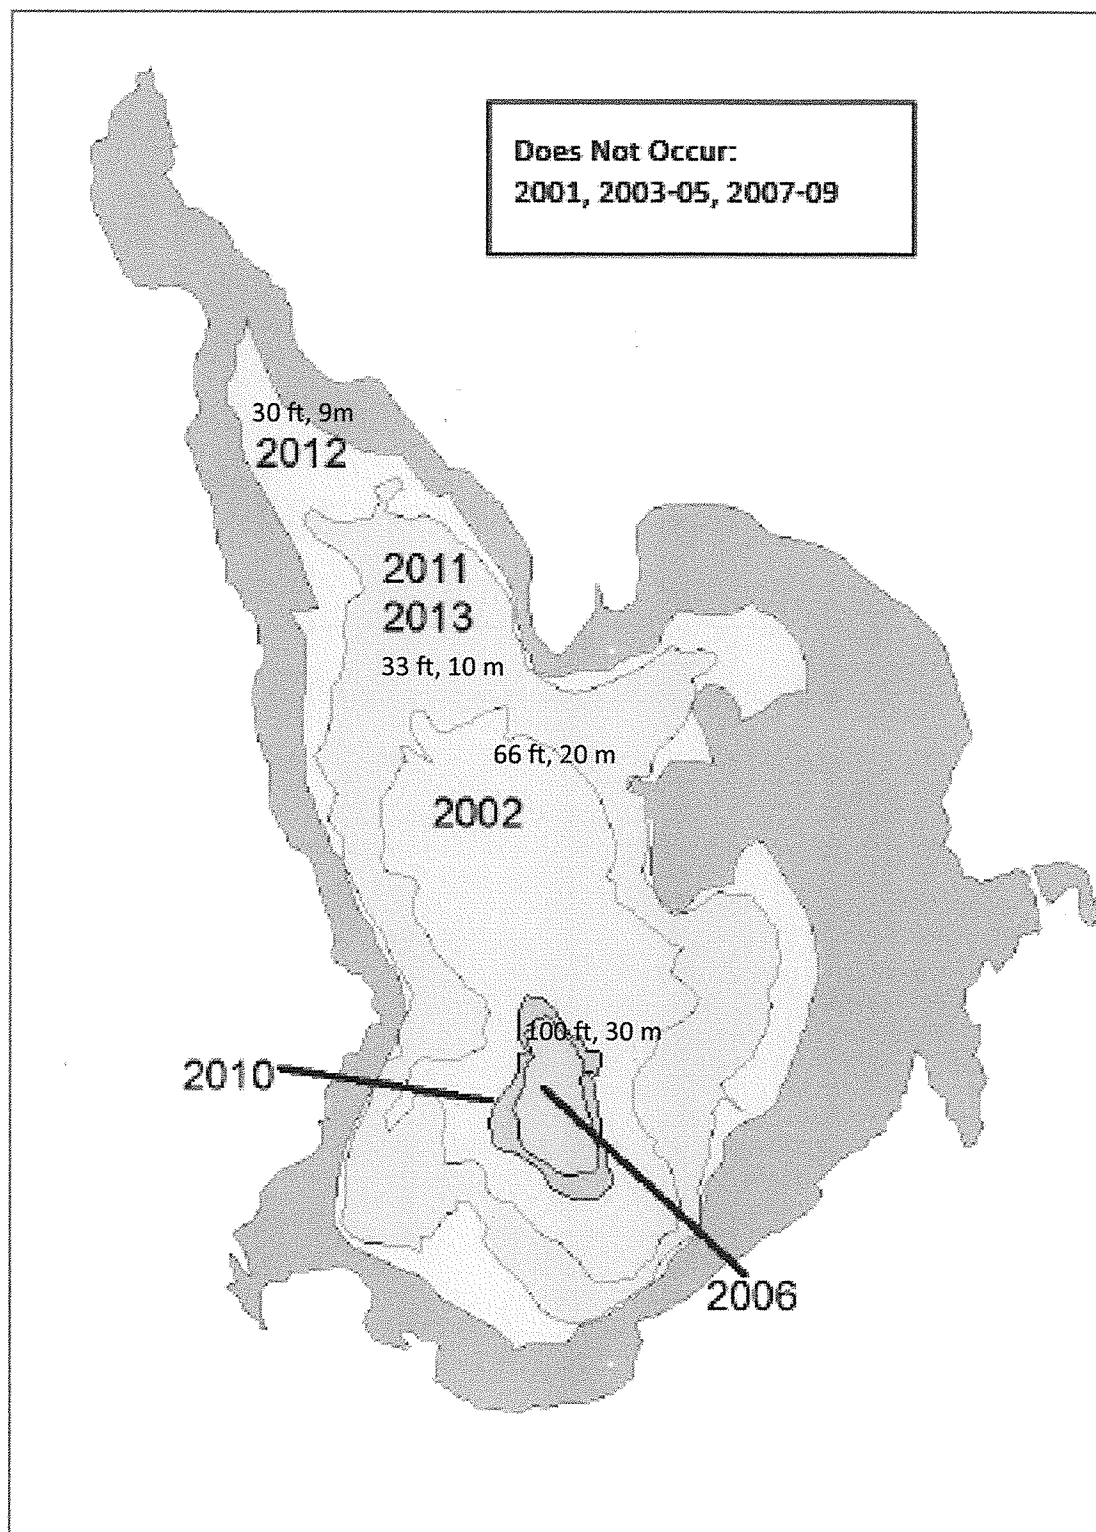 Does Not Occur:
2001, 2003-05, 2007-09
30 ft, 9m
2012
2011
2013
33 ft, 10 m
66 ft, 20 m
2002
100 ft, 30 m
2010
2006